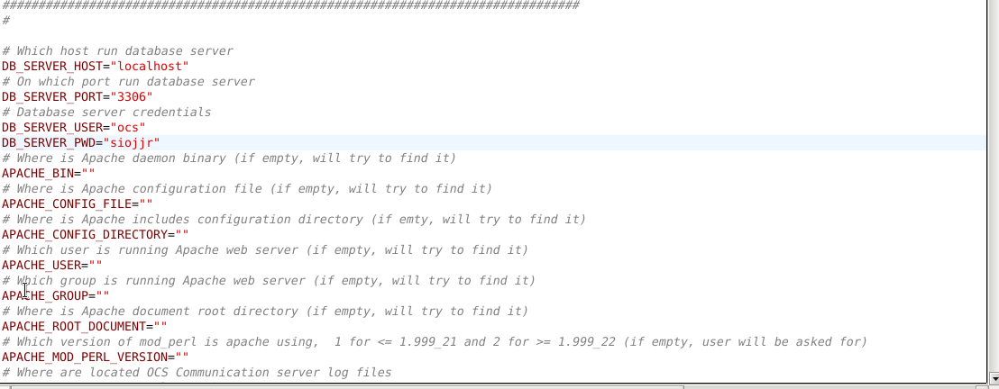 ################################################################################
#
# Which host run database server
DB_SERVER_HOST="localhost"
# On which port run database server
DB_SERVER_PORT="3306"
# Database server credentials
DB_SERVER_USER="ocs"
DB_SERVER_PWD="siojjr"
# Where is Apache daemon binary (if empty, will try to find it)
APACHE_BIN=""
# Where is Apache configuration file (if empty, will try to find it)
APACHE_CONFIG_FILE=""
# Where is Apache includes configuration directory (if emty, will try to find it)
APACHE_CONFIG_DIRECTORY=""
# Which user is running Apache web server (if empty, will try to find it)
APACHE_USER=""
# Which group is running Apache web server (if empty, will try to find it)
APACHE_GROUP=""
# Where is Apache document root directory (if empty, will try to find it)
APACHE_ROOT_DOCUMENT=""
# Which version of mod_perl is apache using,  1 for <= 1.999_21 and 2 for >= 1.999_22 (if empty, user will be asked for)
APACHE_MOD_PERL_VERSION=""
# Where are located OCS Communication server log files